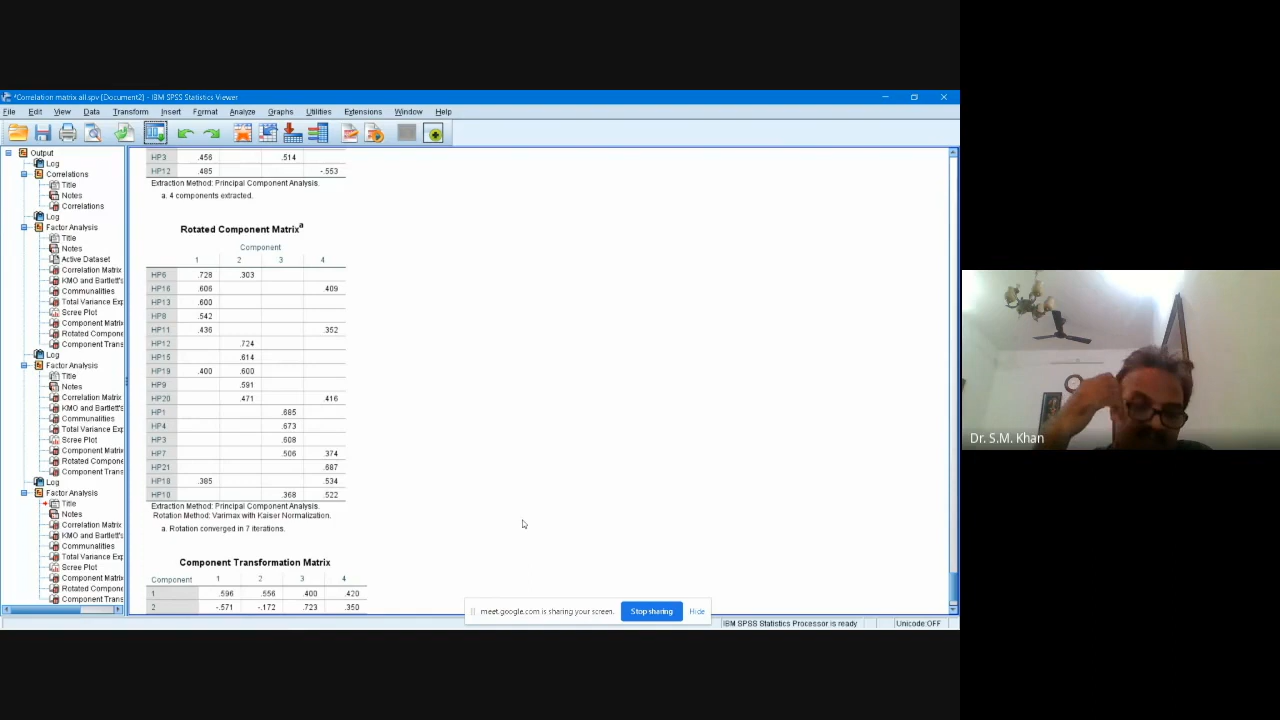 *Correlation matrix all.spv [Document2] - IBM SPSS Statistics Viewer
File Edit View Data Transform Insert Format Analyze Graphs Utilities Extensions Window Help
Output
Log
Correlations
Title
Notes
Correlations
Log
Factor Analysis
Title
Notes
Active Dataset
Correlation Matrix
KMO and Bartlett's
Communalities
Total Variance Exp
Scree Plot
Component Matrix
Rotated Compone
Component Trans
Log
Factor Analysis
Title
Notes
Correlation Matrix
KMO and Bartlett's
Communalities
Total Variance Exp
Scree Plot
Component Matrix
Rotated Compone
Component Trans
Log
Factor Analysis
Title
Notes
Correlation Matrix
KMO and Bartlett's
Communalities
Total Variance Exp
Scree Plot
Component Matrix
Rotated Compone
Component Trans
HP3 .456 .514
HP12 .485 -.553
Extraction Method: Principal Component Analysis.
a. 4 components extracted.
Rotated Component Matrixa
Component
1 2 3 4
HP6 .728 .303
HP16 .606 .409
HP13 .600
HP8 .542
HP11 .436 .352
HP12 .724
HP15 .614
HP19 .400 .600
HP9 .591
HP20 .471 .416
HP1 .685
HP4 .673
HP3 .608
HP7 .506 .374
HP21 .687
HP18 .385 .534
HP10 .368 .522
Extraction Method: Principal Component Analysis.
Rotation Method: Varimax with Kaiser Normalization.
a. Rotation converged in 7 iterations.
Component Transformation Matrix
Component 1 2 3 4
1 .596 .556 .400 .420
2 -.571 -.172 .723 .350
meet.google.com is sharing your screen. Stop sharing Hide
IBM SPSS Statistics Processor is ready Unicode:OFF
Dr. S.M. Khan